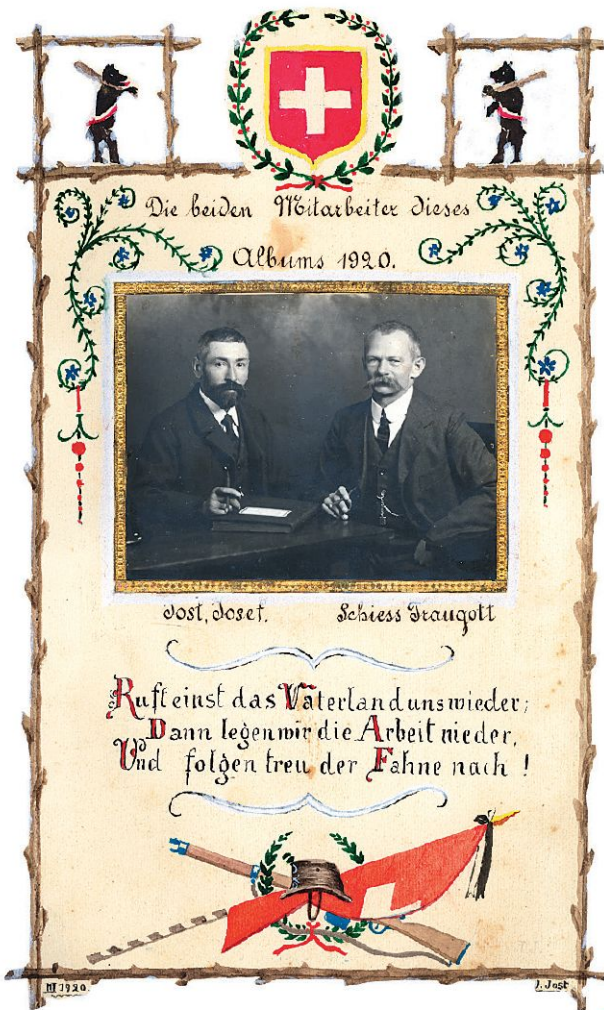 Die beiden Mitarbeiter dieses
Albums 1920.
Jost, Josef. Schiess Traugott
Ruft einst das Vaterland uns wieder;
Dann legen wir die Arbeit nieder,
Und folgen treu der Fahne nach !
III 1920. J. Jost